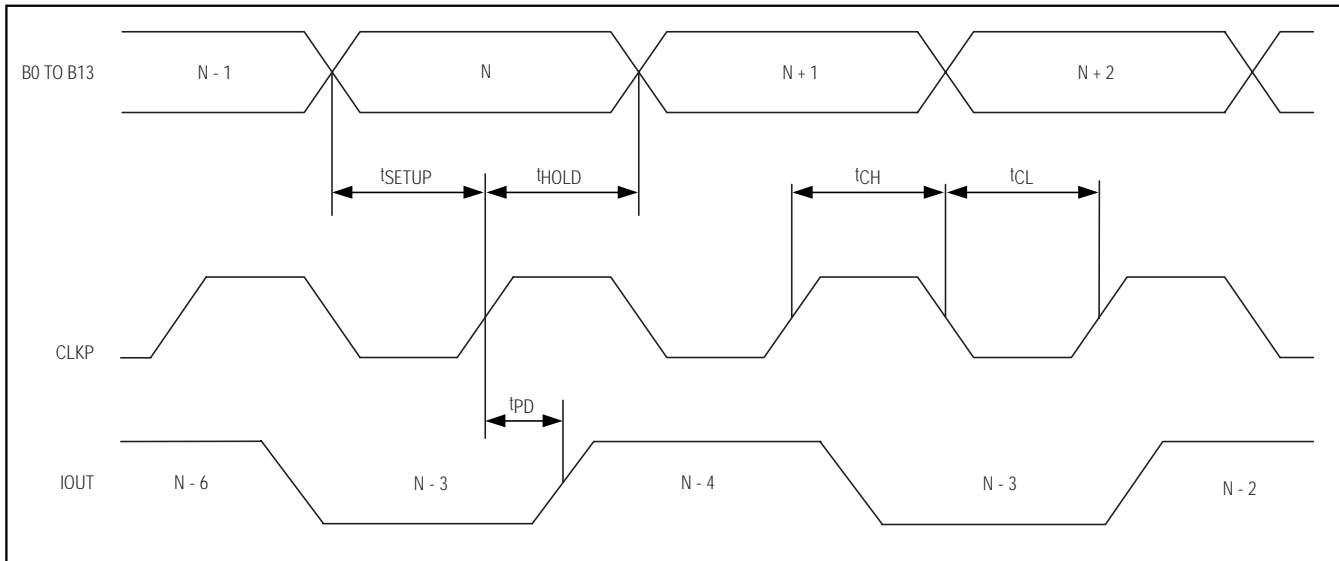 B0 TO B13
N - 1
N
N + 1
N + 2
tSETUP
tHOLD
tCH
tCL
CLKP
tPD
IOUT
N - 6
N - 3
N - 4
N - 3
N - 2